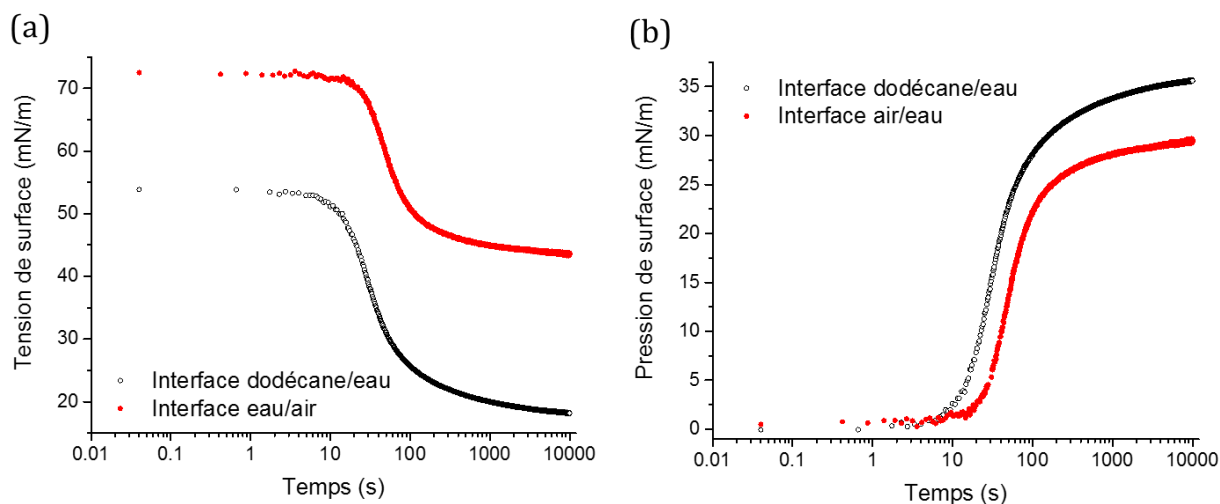 (a)
Tension de surface (mN/m)
70
60
50
40
30
20
Interface dodécane/eau
Interface eau/air
0.01 0.1 1 10 100 1000 10000
Temps (s)
(b)
Pression de surface (mN/m)
35
30
25
20
15
10
5
0
Interface dodécane/eau
Interface air/eau
0.01 0.1 1 10 100 1000 10000
Temps (s)